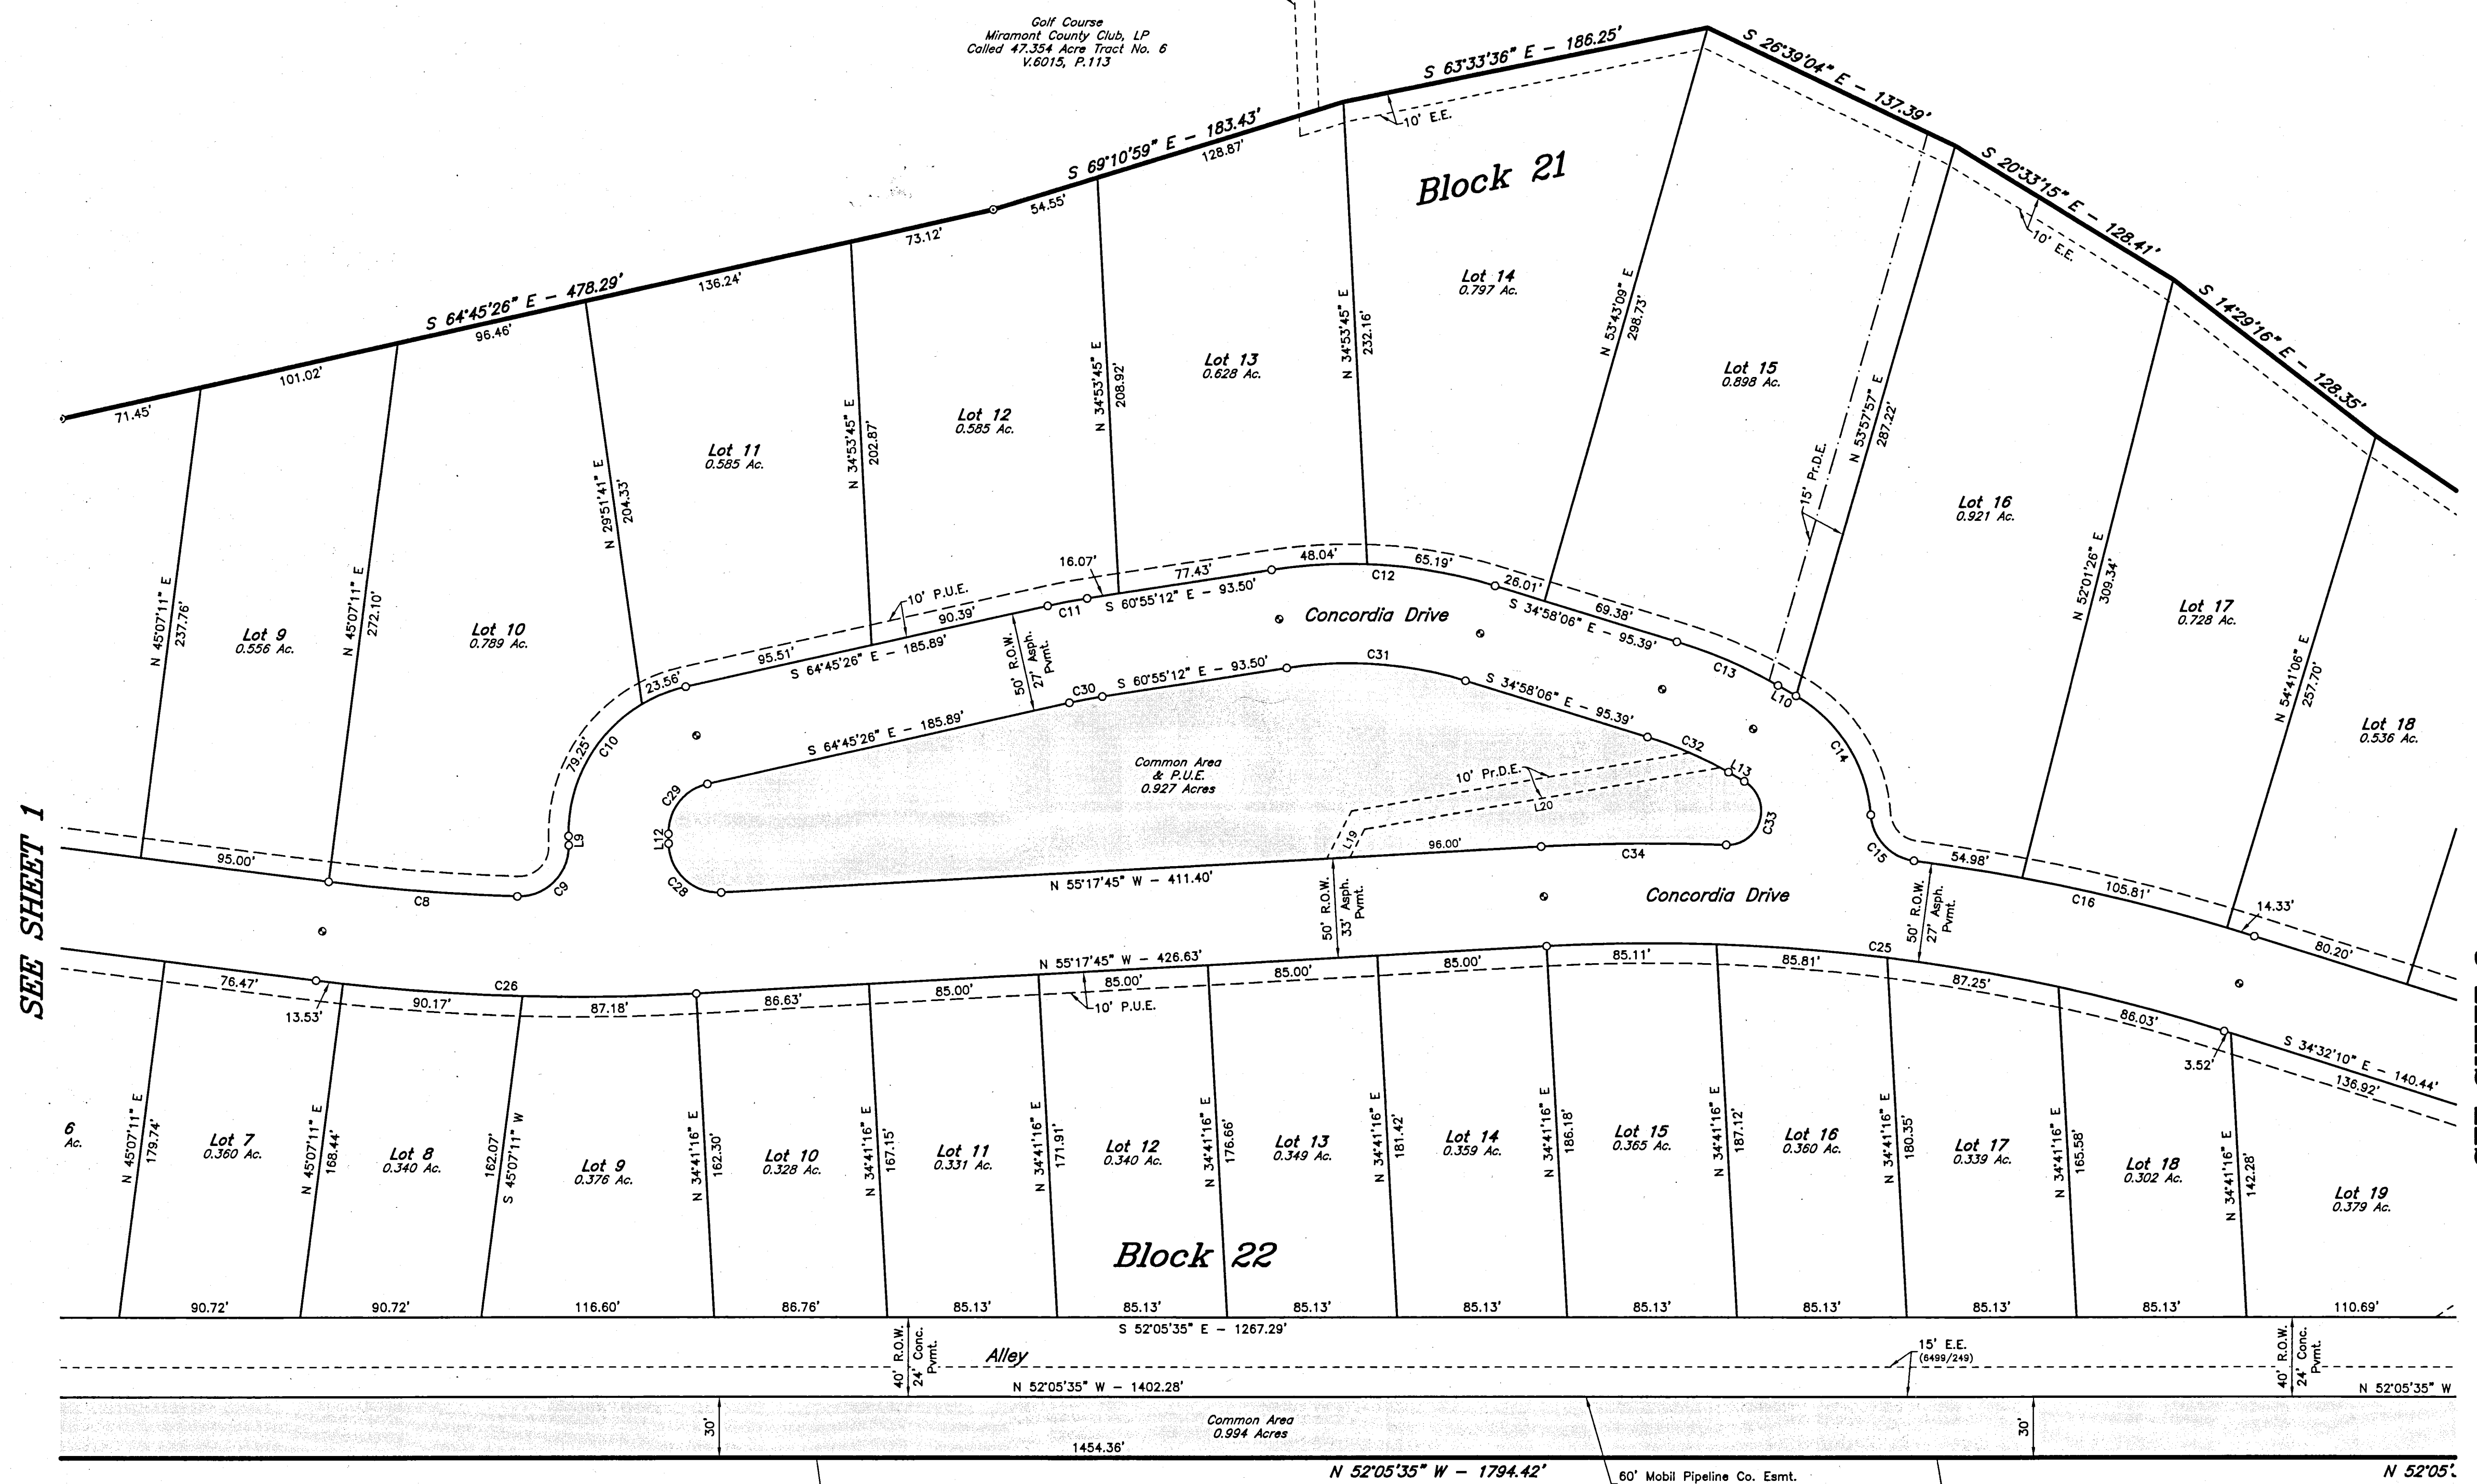 Golf Course
Miramont County Club, LP
Called 47.354 Acre Tract No. 6
V.6015, P.113
S 63°33'36" E - 186.25'
S 26°39'04" E - 137.39'
10' E.E.
S 69°10'59" E - 183.43'
128.87'
54.55'
Block 21
S 20°33'15" E - 128.41'
10' E.E.
S 14°29'16" E - 128.35'
73.12'
136.24'
S 64°45'26" E - 478.29'
96.46'
101.02'
71.45'
N 45°07'11" E
237.76'
Lot 9
0.556 Ac.
N 45°07'11" E
272.10'
Lot 10
0.789 Ac.
N 29°51'41" E
204.33'
Lot 11
0.585 Ac.
N 34°53'45" E
202.87'
Lot 12
0.585 Ac.
N 34°53'45" E
208.92'
Lot 13
0.628 Ac.
N 34°53'45" E
232.16'
Lot 14
0.797 Ac.
N 53°43'09" E
298.73'
Lot 15
0.898 Ac.
15' Pr.D.E.
N 53°57'57" E
287.22'
Lot 16
0.921 Ac.
N 52°01'26" E
309.34'
Lot 17
0.728 Ac.
N 54°41'06" E
257.70'
Lot 18
0.536 Ac.
SEE SHEET 1
95.00'
C8
C9
L9
79.25'
C10
23.56'
95.51'
S 64°45'26" E - 185.89'
10' P.U.E.
90.39'
16.07'
C11
77.43'
S 60°55'12" E - 93.50'
48.04'
C12
65.19'
26.01'
69.38'
S 34°58'06" E - 95.39'
C13
L10
C14
C15
54.98'
C16
105.81'
14.33'
80.20'
Concordia Drive
50' R.O.W.
27' Asph.
Pvmt.
C28
L12
C29
S 64°45'26" E - 185.89'
C30
S 60°55'12" E - 93.50'
C31
S 34°58'06" E - 95.39'
C32
L13
C33
C34
Common Area
& P.U.E.
0.927 Acres
10' Pr.D.E.
L20
L19
96.00'
N 55°17'45" W - 411.40'
50' R.O.W.
33' Asph.
Pvmt.
Concordia Drive
50' R.O.W.
27' Asph.
Pvmt.
76.47'
13.53'
90.17'
C26
87.18'
N 55°17'45" W - 426.63'
86.63'
85.00'
85.00'
10' P.U.E.
85.00'
85.00'
85.11'
85.81'
C25
87.25'
86.03'
3.52'
S 34°32'10" E - 140.44'
136.92'
6
Ac.
N 45°07'11" E
179.74'
Lot 7
0.360 Ac.
N 45°07'11" E
168.44'
Lot 8
0.340 Ac.
162.07'
S 45°07'11" W
Lot 9
0.376 Ac.
N 34°41'16" E
162.30'
Lot 10
0.328 Ac.
N 34°41'16" E
167.15'
Lot 11
0.331 Ac.
N 34°41'16" E
171.91'
Lot 12
0.340 Ac.
N 34°41'16" E
176.66'
Lot 13
0.349 Ac.
N 34°41'16" E
181.42'
Lot 14
0.359 Ac.
N 34°41'16" E
186.18'
Lot 15
0.365 Ac.
N 34°41'16" E
187.12'
Lot 16
0.360 Ac.
N 34°41'16" E
180.35'
Lot 17
0.339 Ac.
N 34°41'16" E
165.58'
Lot 18
0.302 Ac.
N 34°41'16" E
142.28'
Lot 19
0.379 Ac.
Block 22
90.72'
90.72'
116.60'
86.76'
85.13'
85.13'
85.13'
85.13'
85.13'
85.13'
85.13'
85.13'
110.69'
S 52°05'35" E - 1267.29'
40' R.O.W.
24' Conc.
Pvmt.
Alley
15' E.E.
(6499/249)
40' R.O.W.
24' Conc.
Pvmt.
N 52°05'35" W - 1402.28'
N 52°05'35" W
30'
Common Area
0.994 Acres
30'
1454.36'
N 52°05'35" W - 1794.42'
60' Mobil Pipeline Co. Esmt.
N 52°05'